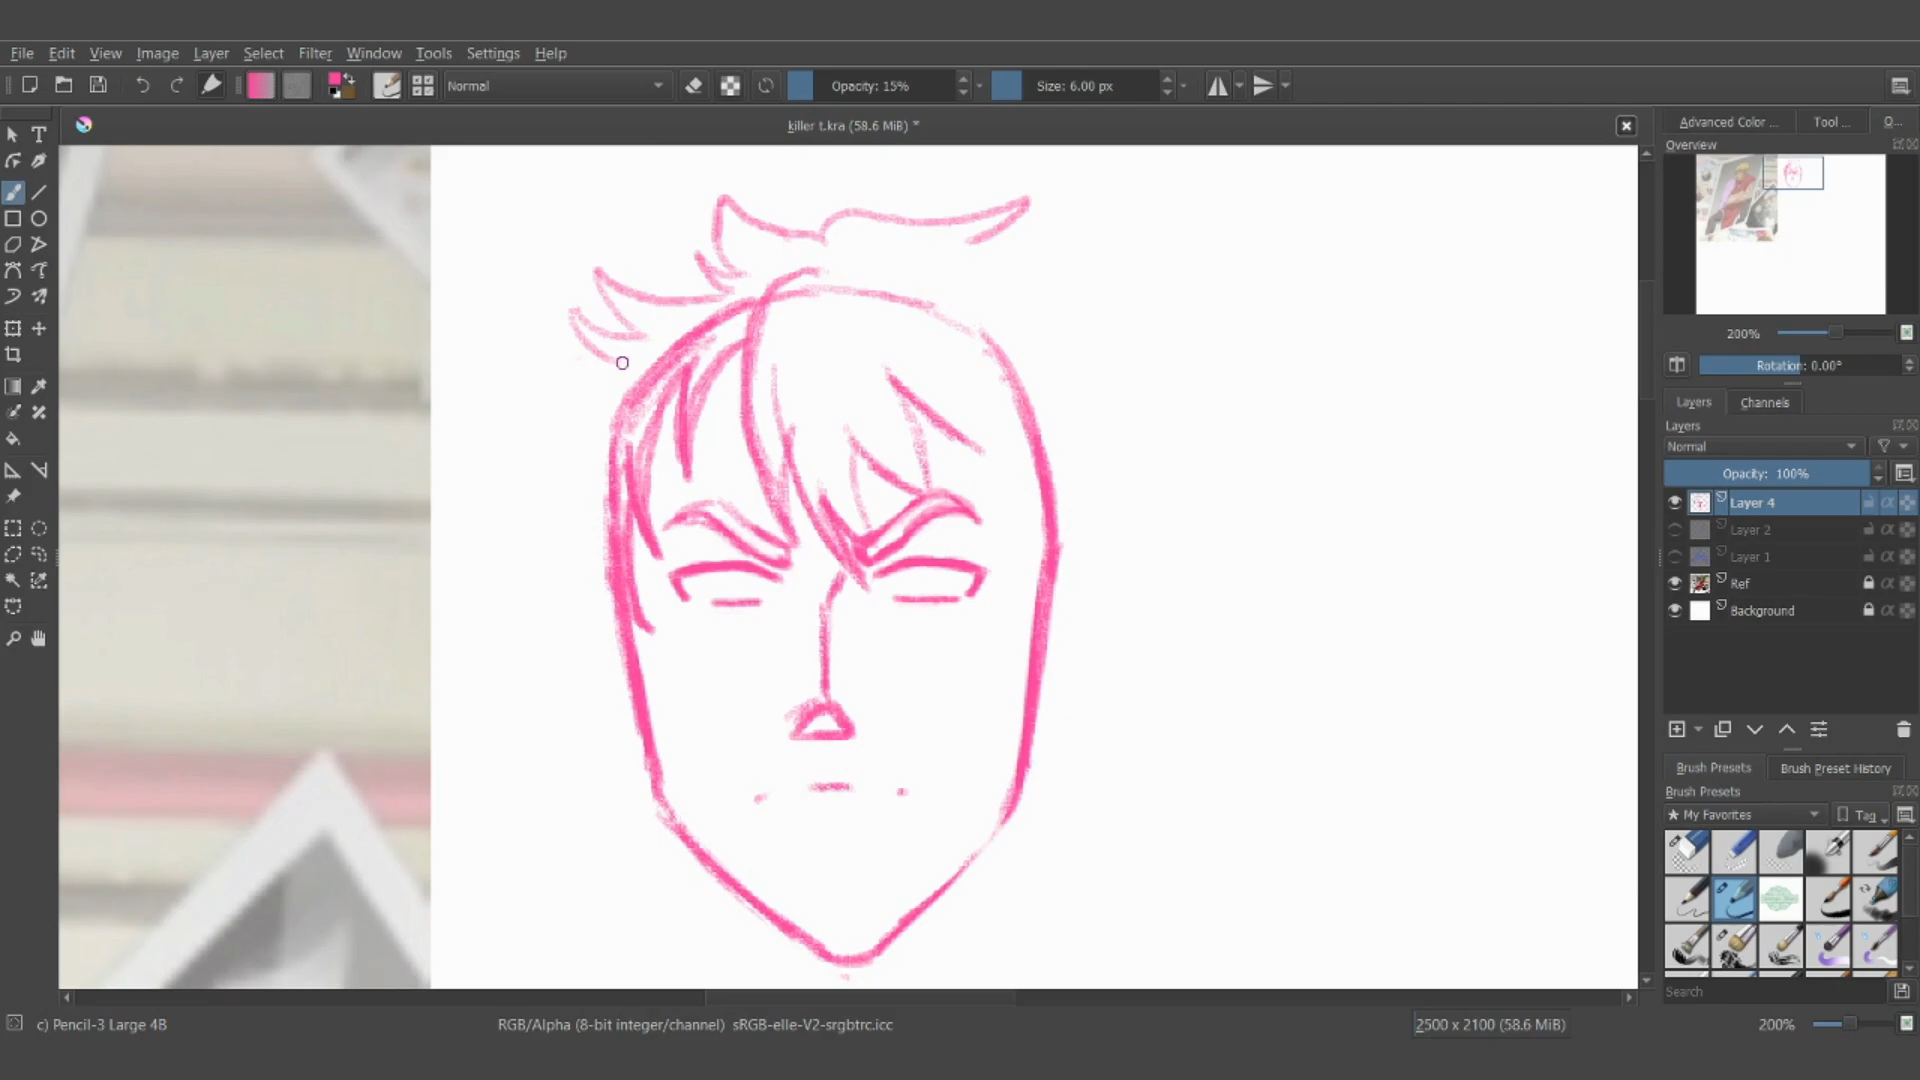 File Edit View Image Layer Select Filter Window Tools Settings Help
Normal Opacity: 15% Size: 6.00 px
killer t.kra (58.6 MiB) *
Advanced Color ... Tool ... O...
Overview
200%
Rotation: 0.00°
Layers Channels
Layers
Normal
Opacity: 100%
Layer 4
Layer 2
Layer 1
Ref
Background
Brush Presets Brush Preset History
Brush Presets
★ My Favorites Tag
Search
c) Pencil-3 Large 4B RGB/Alpha (8-bit integer/channel) sRGB-elle-V2-srgbtrc.icc 2500 x 2100 (58.6 MiB) 200%